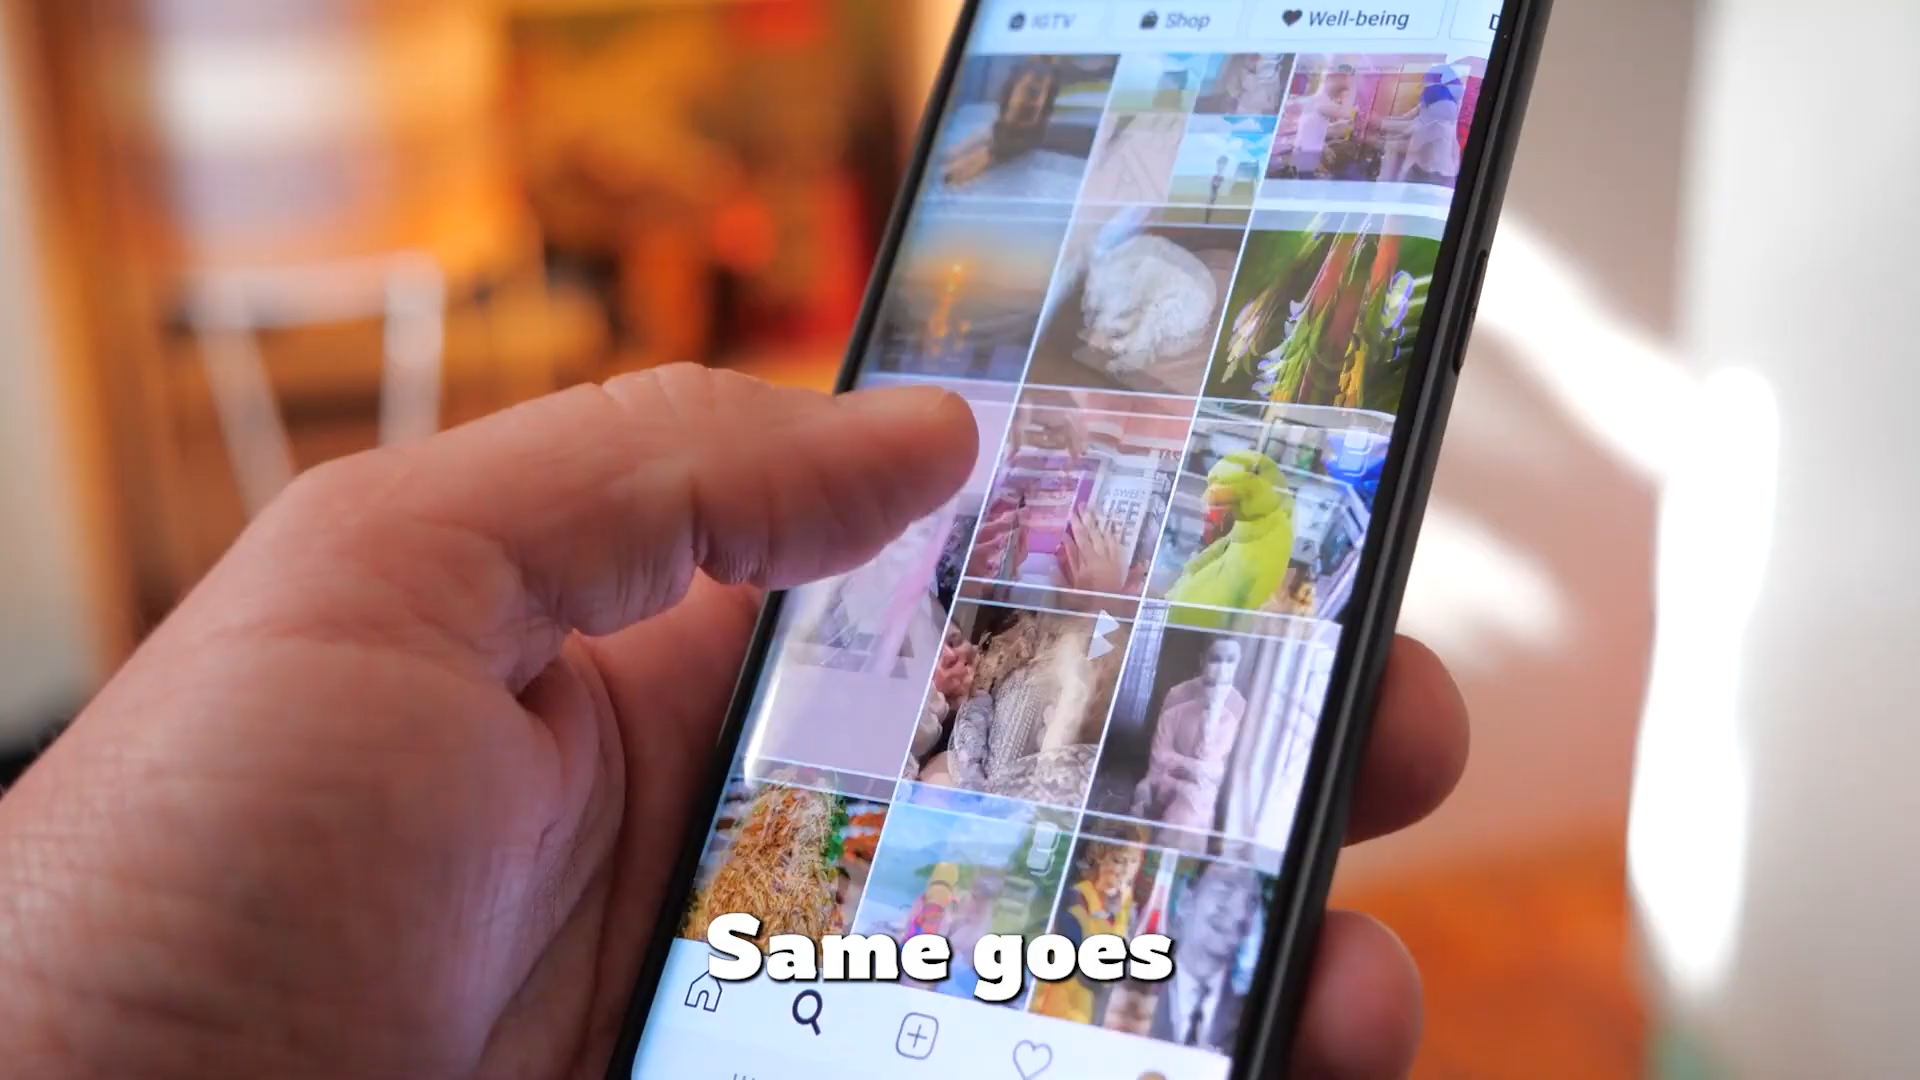 IGTV
Shop
Well-being
A SWEET
LIFE
Same goes